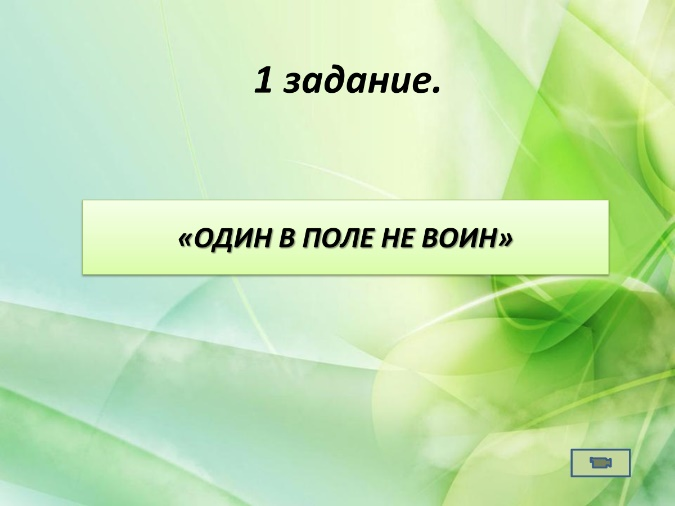 1 задание.
«ОДИН В ПОЛЕ НЕ ВОИН»